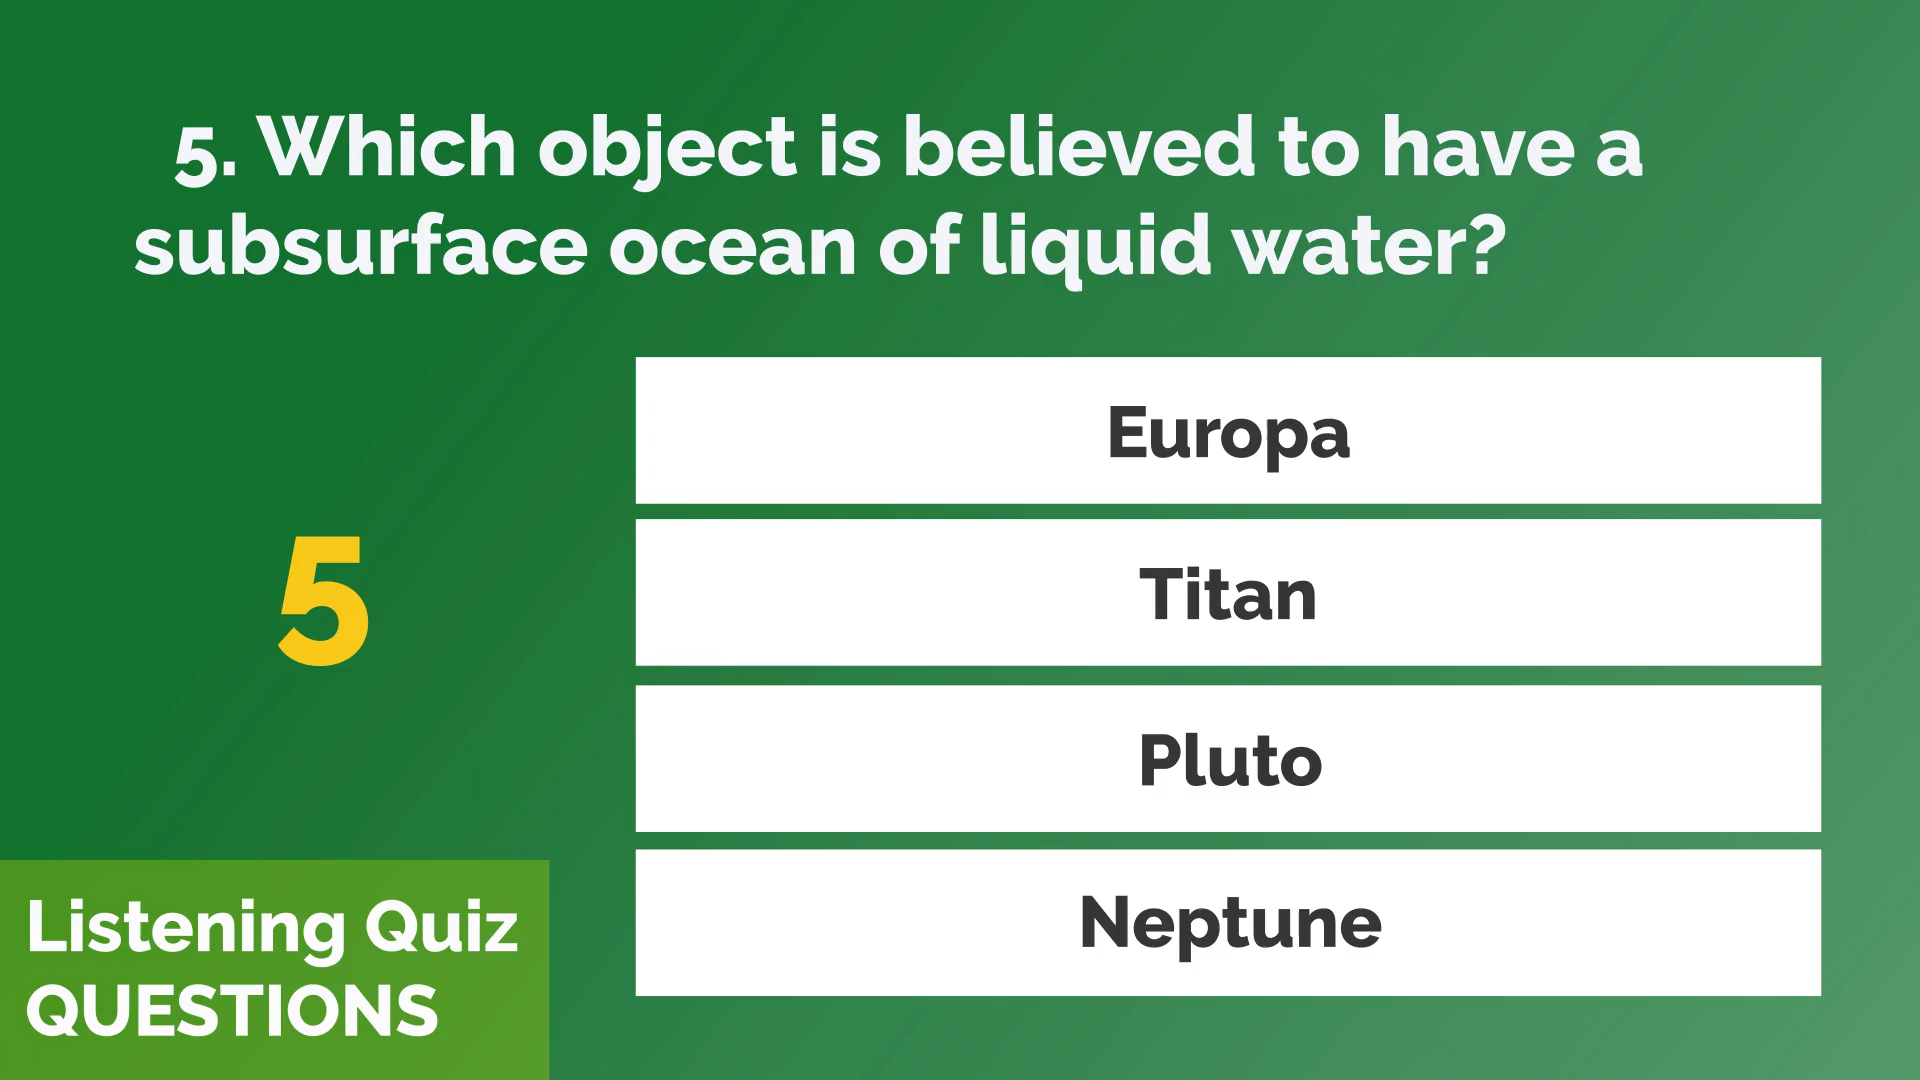 5. Which object is believed to have a
subsurface ocean of liquid water?
Europa
Titan
5
Pluto
Neptune
Listening Quiz
QUESTIONS